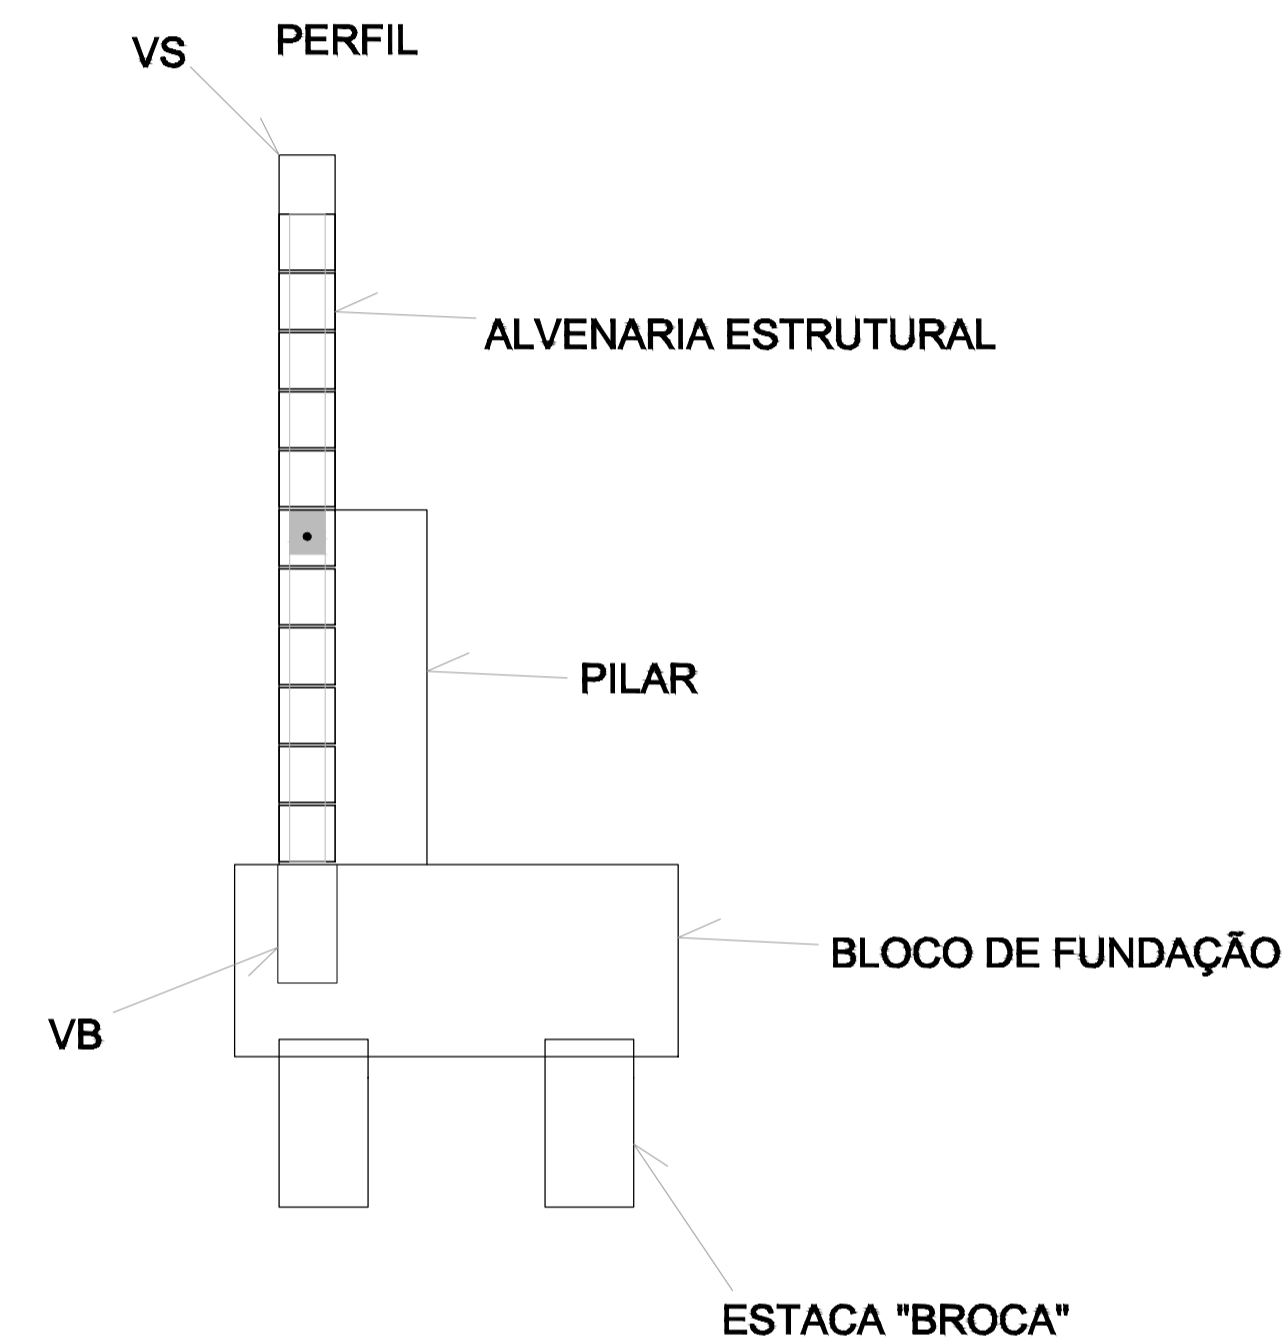 PERFIL
VS
ALVENARIA ESTRUTURAL
PILAR
BLOCO DE FUNDAÇÃO
VB
ESTACA "BROCA"